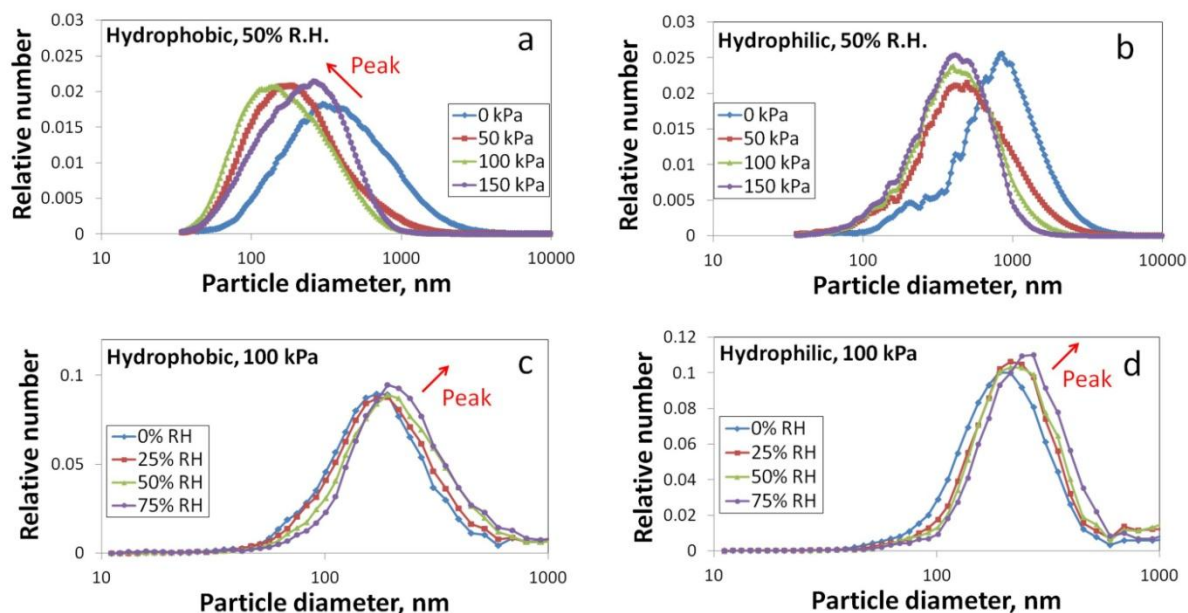 Hydrophobic, 50% R.H.
a
Peak
0 kPa
50 kPa
100 kPa
150 kPa
Relative number
0.03
0.025
0.02
0.015
0.01
0.005
0
10
100
1000
10000
Particle diameter, nm
Hydrophilic, 50% R.H.
b
0 kPa
50 kPa
100 kPa
150 kPa
Relative number
0.03
0.025
0.02
0.015
0.01
0.005
0
10
100
1000
10000
Particle diameter, nm
Hydrophobic, 100 kPa
c
Peak
0% RH
25% RH
50% RH
75% RH
Relative number
0.1
0.05
0
10
100
1000
Particle diameter, nm
Hydrophilic, 100 kPa
d
Peak
0% RH
25% RH
50% RH
75% RH
Relative number
0.12
0.1
0.08
0.06
0.04
0.02
0
10
100
1000
Particle diameter, nm